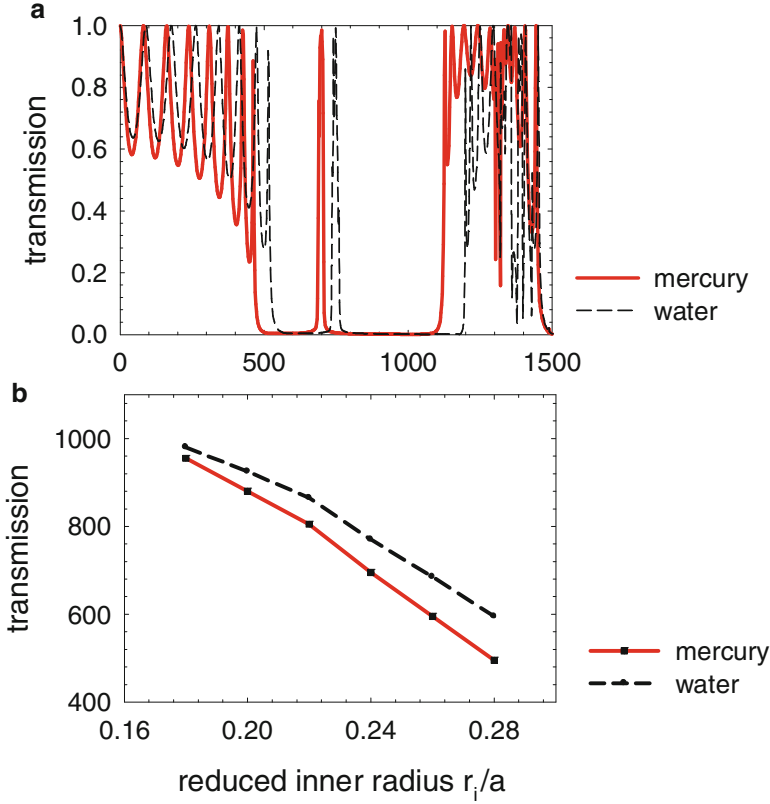 a
1.0
0.8
0.6
0.4
0.2
0.0
transmission
0 500 1000 1500
mercury
water
b
1000
800
600
400
transmission
0.16 0.20 0.24 0.28
reduced inner radius rᵢ/a
mercury
water